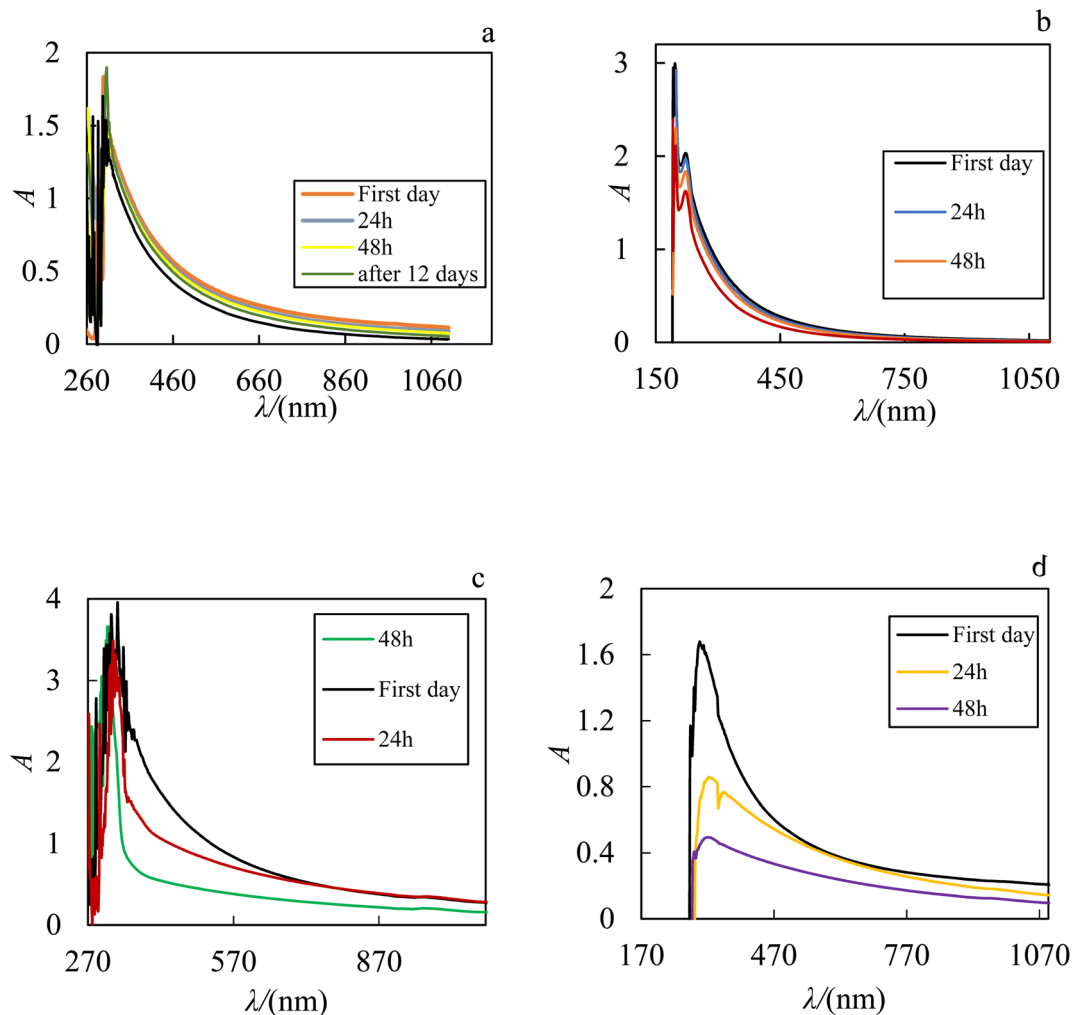 a
2
1.5
1
0.5
0
A
First day
24h
48h
after 12 days
260 460 660 860 1060
λ/(nm)
b
3
2
1
0
A
First day
24h
48h
150 450 750 1050
λ/(nm)
c
4
3
2
1
0
A
48h
First day
24h
270 570 870
λ/(nm)
d
2
1.6
1.2
0.8
0.4
0
A
First day
24h
48h
170 470 770 1070
λ/(nm)